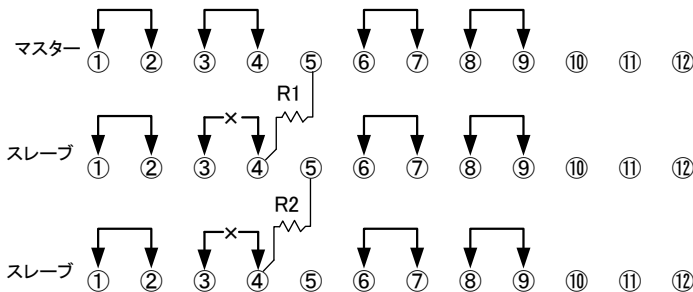 マスター ① ② ③ ④ ⑤ ⑥ ⑦ ⑧ ⑨ ⑩ ⑪ ⑫
R1
×
スレーブ ① ② ③ ④ ⑤ ⑥ ⑦ ⑧ ⑨ ⑩ ⑪ ⑫
R2
×
スレーブ ① ② ③ ④ ⑤ ⑥ ⑦ ⑧ ⑨ ⑩ ⑪ ⑫